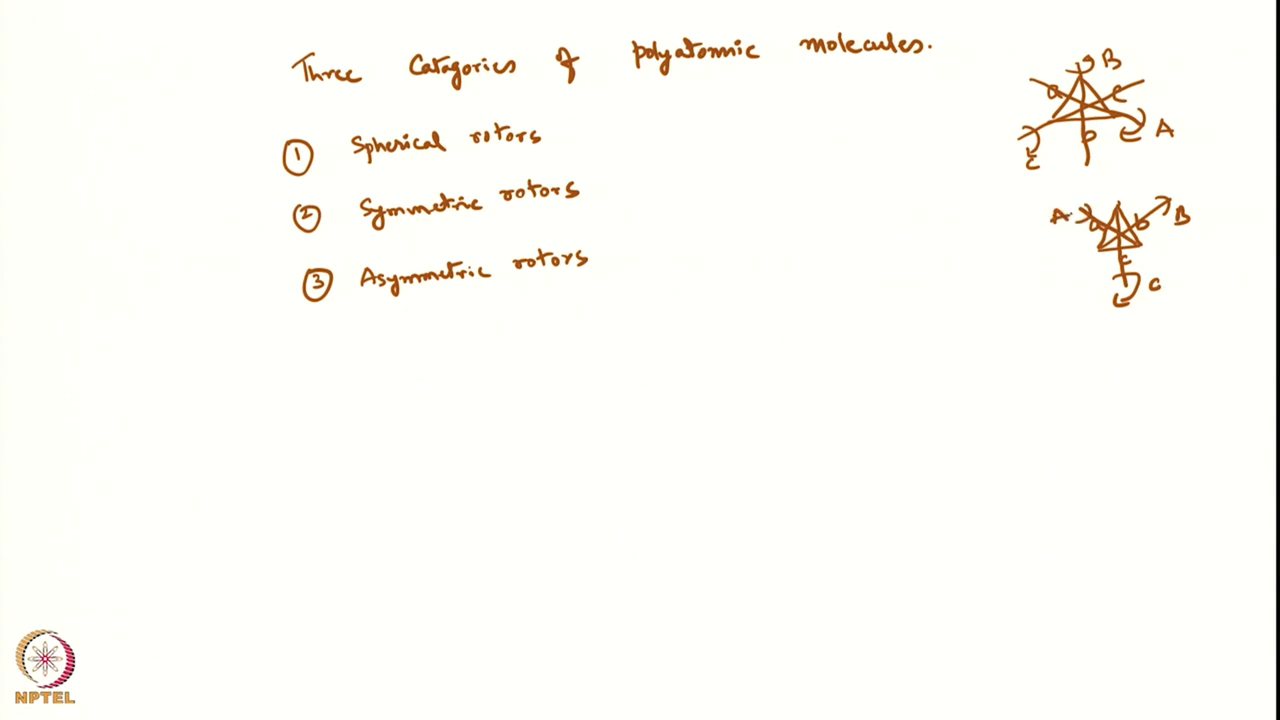 Three Catagories of polyatomic molecules.
① Spherical rotors
② Symmetric rotors
③ Asymmetric rotors
B
a c
b A
C
A a b B
c
C
NPTEL